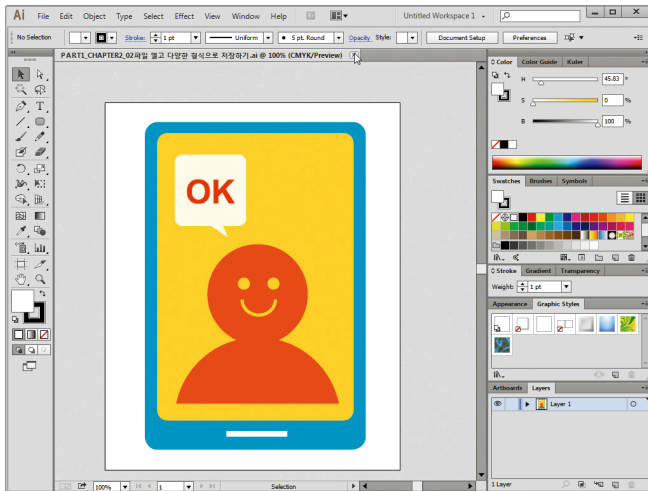 Ai File Edit Object Type Select Effect View Window Help Untitled Workspace 1
No Selection Stroke: 1 pt Uniform 5 pt. Round Opacity Style: Document Setup Preferences
PART1_CHAPTER2_02파일 열고 다양한 형식으로 저장하기.ai @ 100% (CMYK/Preview)
Color Color Guide Kuler
H 45.83 °
S 0 %
B 100 %
Swatches Brushes Symbols
Stroke Gradient Transparency
Weight: 1 pt
Appearance Graphic Styles
Artboards Layers
Layer 1
1 Layer
OK
100% 1 Selection